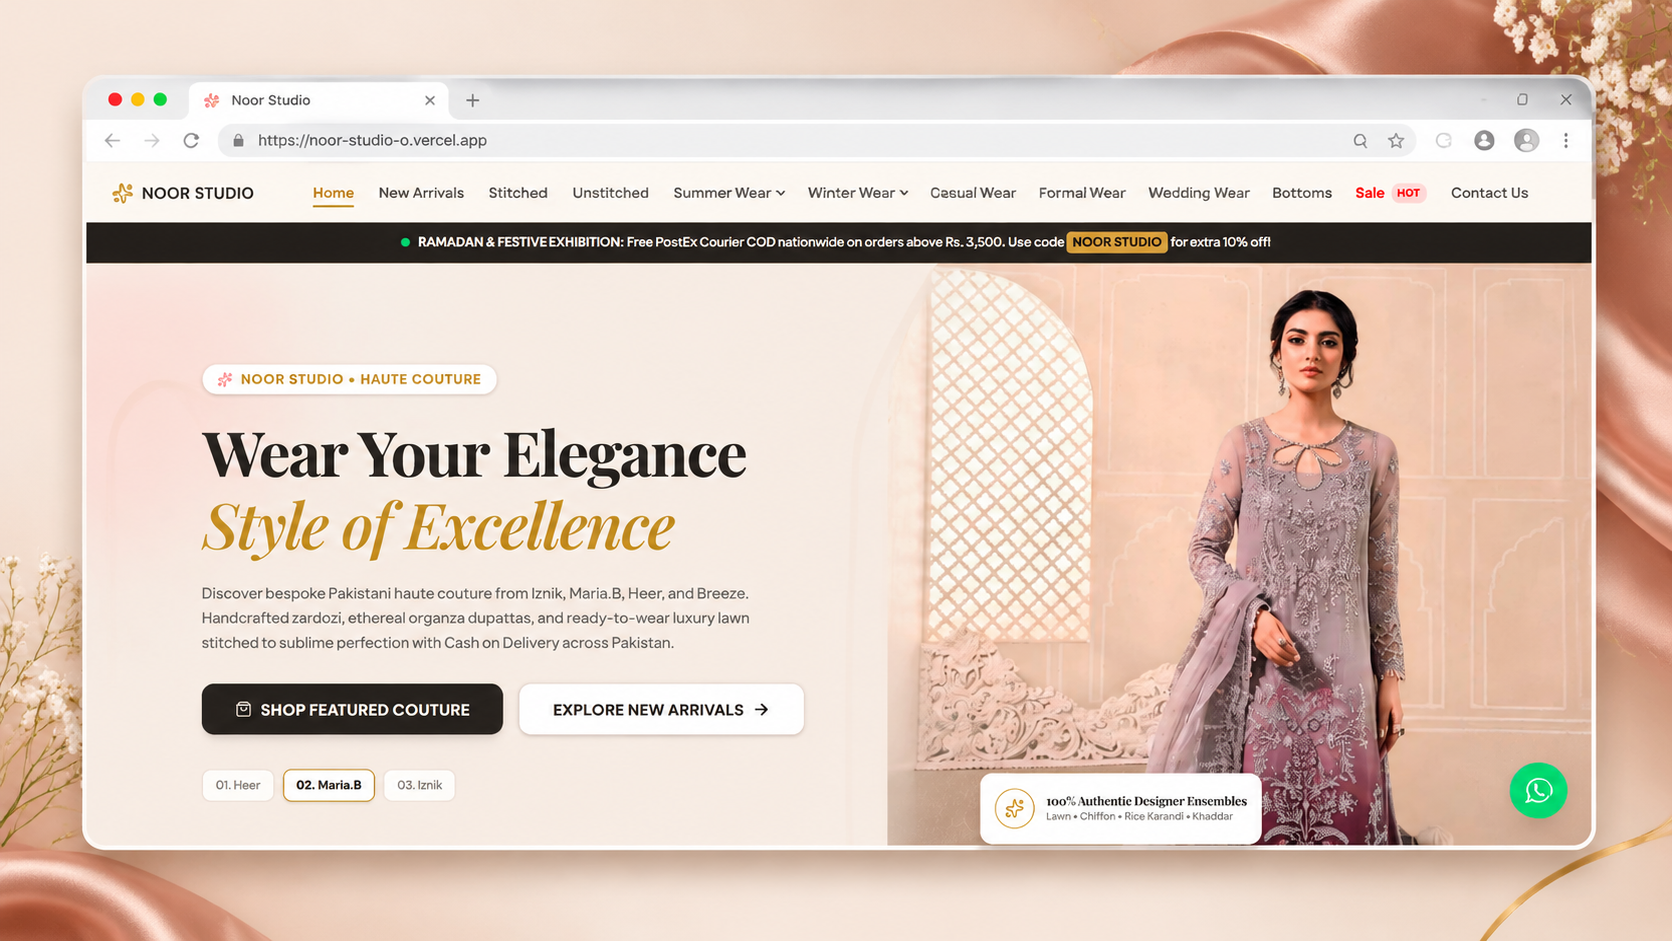 Noor Studio
https://noor-studio-o.vercel.app
NOOR STUDIO
Home
New Arrivals
Stitched
Unstitched
Summer Wear
Winter Wear
Casual Wear
Formal Wear
Wedding Wear
Bottoms
Sale
HOT
Contact Us
RAMADAN & FESTIVE EXHIBITION: Free PostEx Courier COD nationwide on orders above Rs. 3,500. Use code NOOR STUDIO for extra 10% off!
NOOR STUDIO • HAUTE COUTURE
Wear Your Elegance
Style of Excellence
Discover bespoke Pakistani haute couture from Iznik, Maria.B, Heer, and Breeze.
Handcrafted zardozi, ethereal organza dupattas, and ready-to-wear luxury lawn
stitched to sublime perfection with Cash on Delivery across Pakistan.
SHOP FEATURED COUTURE
EXPLORE NEW ARRIVALS →
01. Heer
02. Maria.B
03. Iznik
100% Authentic Designer Ensembles
Lawn • Chiffon • Rice Karandi • Khaddar